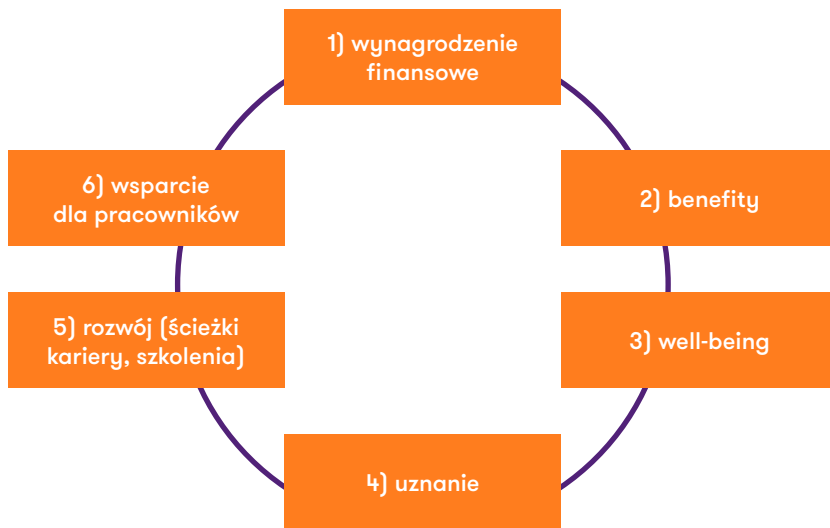 1) wynagrodzenie
finansowe
2) benefity
3) well-being
4) uznanie
5) rozwój (ścieżki
kariery, szkolenia)
6) wsparcie
dla pracowników